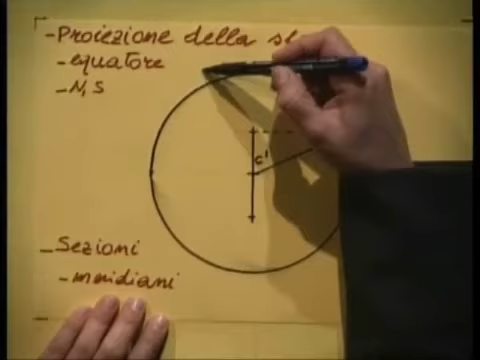 -Proiezione della
-equatore
-N, S
C'
-Sezioni
-meridiani